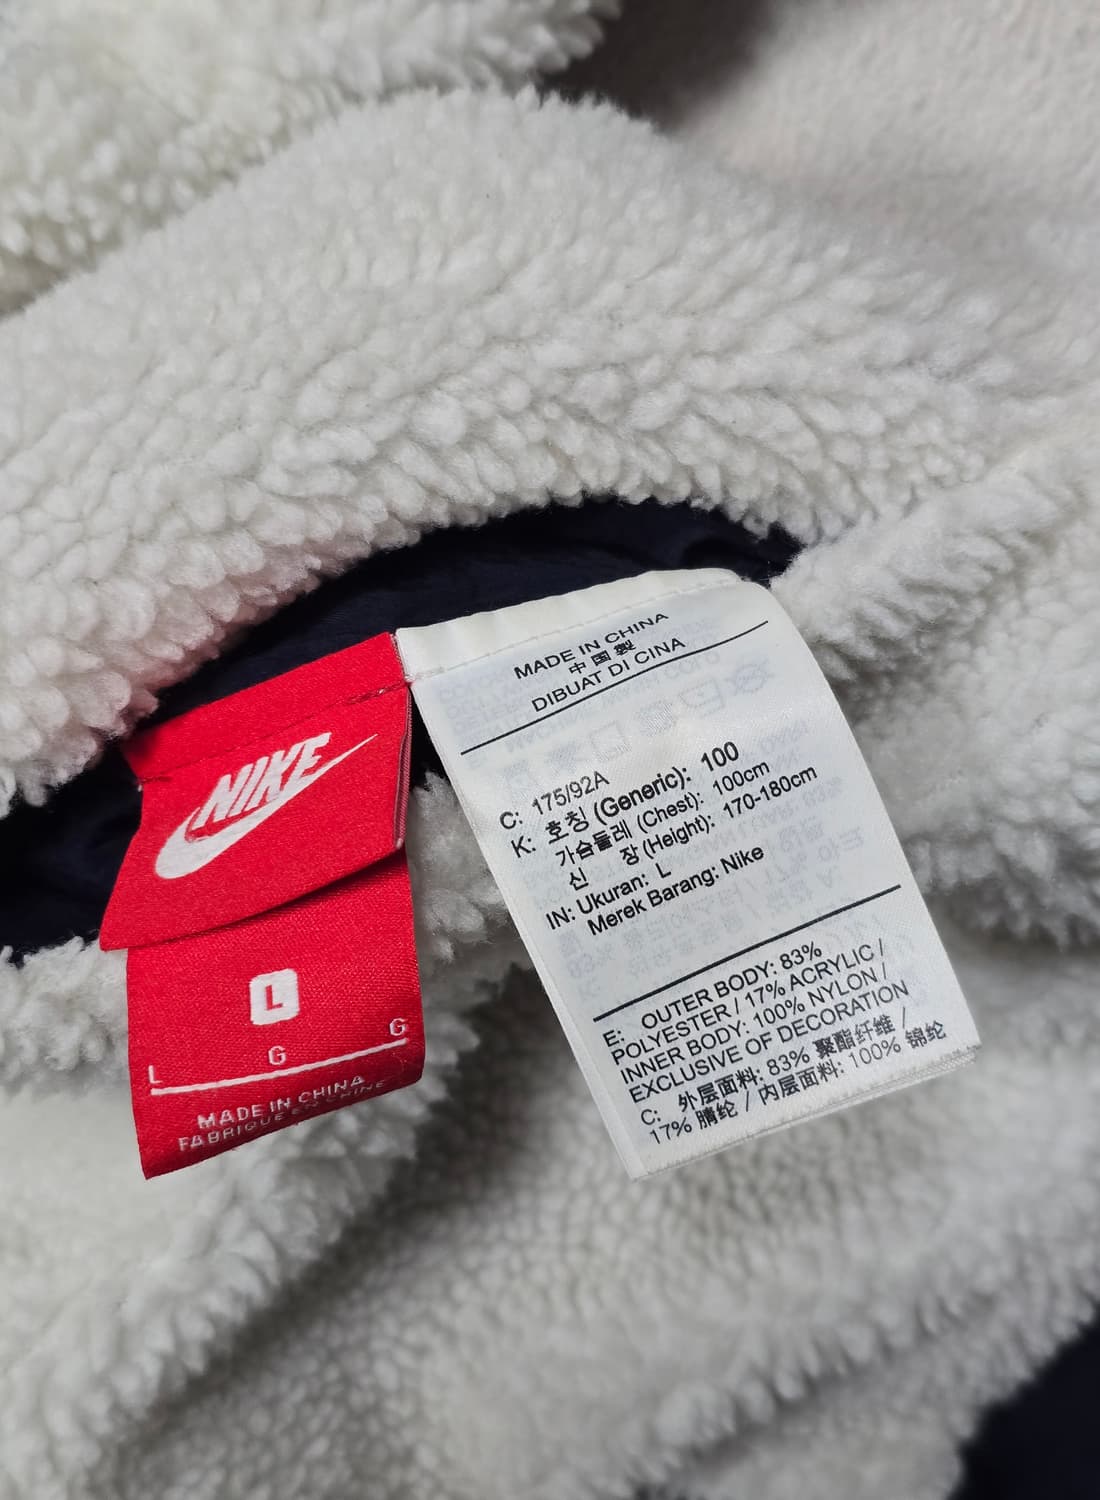 NIKE
L
L G G
MADE IN CHINA
FABRIQUE EN CHINE
MADE IN CHINA
中国製
DIBUAT DI CINA
C: 175/92A
K: 호칭 (Generic): 100
가슴둘레 (Chest): 100cm
신 장 (Height): 170-180cm
IN: Ukuran: L
Merek Barang: Nike
E: OUTER BODY: 83%
POLYESTER / 17% ACRYLIC /
INNER BODY: 100% NYLON /
EXCLUSIVE OF DECORATION
C: 外层面料: 83% 聚酯纤维 /
17% 腈纶 / 内层面料: 100% 锦纶